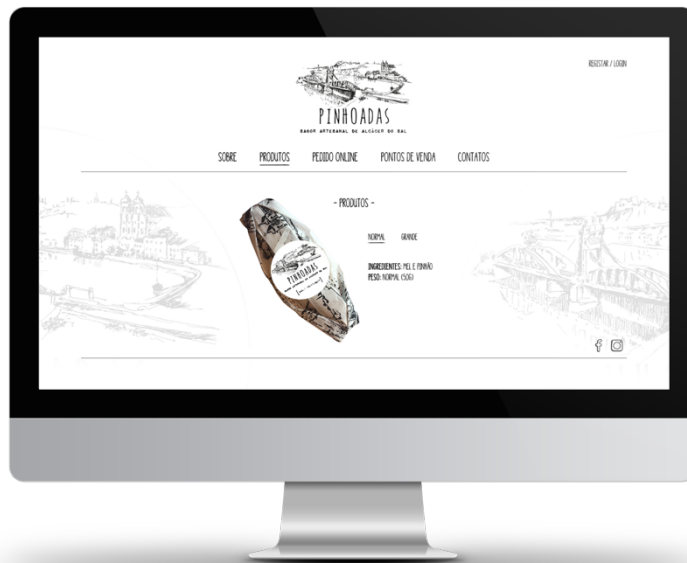 REGISTAR / LOGIN
PINHOADAS
SABOR ARTESANAL DE ALCÁCER DO SAL
SOBRE PRODUTOS PEDIDO ONLINE PONTOS DE VENDA CONTATOS
- PRODUTOS -
NORMAL GRANDE
INGREDIENTES: MEL E PINHÃO
PESO: NORMAL (50G)
PINHOADAS